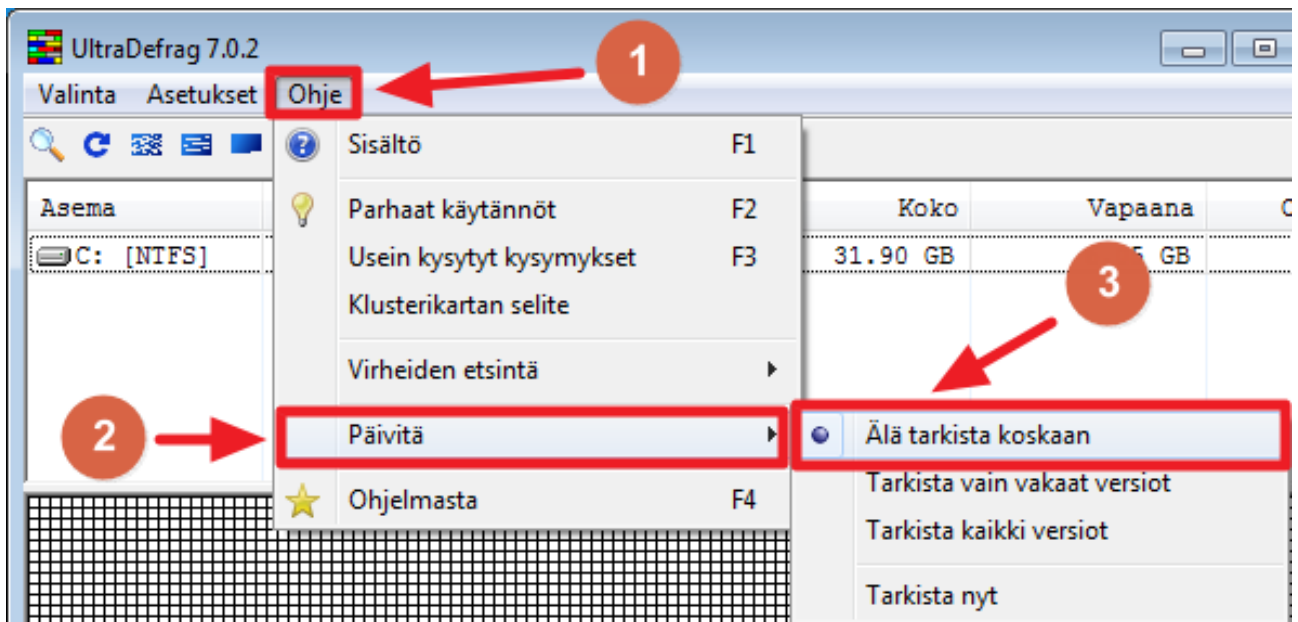 UltraDefrag 7.0.2
1
Valinta Asetukset Ohje
Sisältö F1
Asema Koko Vapaana
Parhaat käytännöt F2
C: [NTFS] 31.90 GB GB
Usein kysytyt kysymykset F3
3
Klusterikartan selite
Virheiden etsintä
2
Päivitä
Älä tarkista koskaan
Tarkista vain vakaat versiot
Ohjelmasta F4
Tarkista kaikki versiot
Tarkista nyt